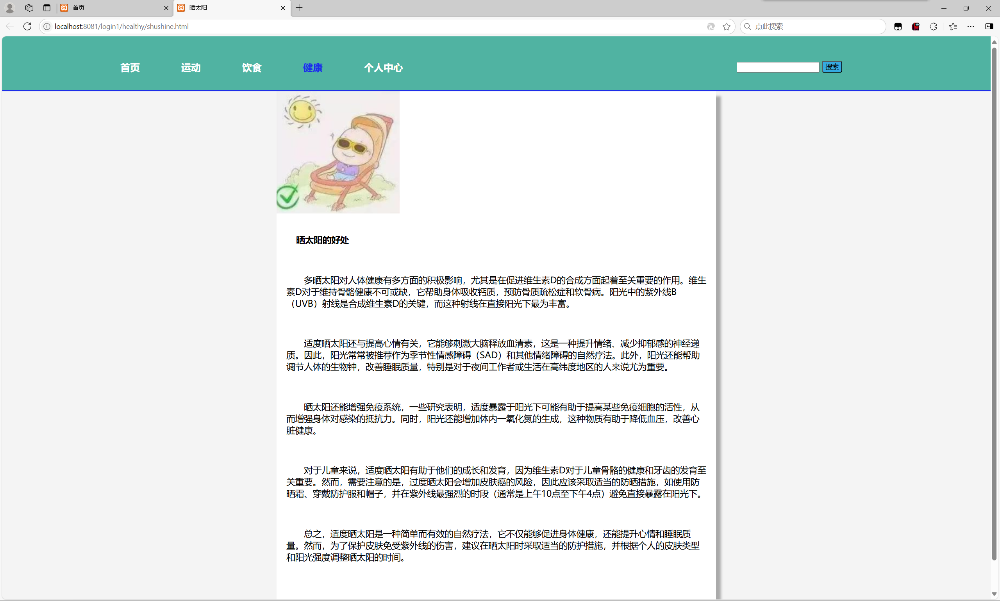 首页
晒太阳
localhost:8081/login1/healthy/shushine.html
点此搜索
首页 运动 饮食 健康 个人中心 搜索
晒太阳的好处
多晒太阳对人体健康有多方面的积极影响，尤其是在促进维生素D的合成方面起着至关重要的作用。维生
素D对于维持骨骼健康不可或缺，它帮助身体吸收钙质，预防骨质疏松症和软骨病。阳光中的紫外线B
（UVB）射线是合成维生素D的关键，而这种射线在直接阳光下最为丰富。
适度晒太阳还与提高心情有关，它能够刺激大脑释放血清素，这是一种提升情绪、减少抑郁感的神经递
质。因此，阳光常常被推荐作为季节性情感障碍（SAD）和其他情绪障碍的自然疗法。此外，阳光还能帮助
调节人体的生物钟，改善睡眠质量，特别是对于夜间工作者或生活在高纬度地区的人来说尤为重要。
晒太阳还能增强免疫系统，一些研究表明，适度暴露于阳光下可能有助于提高某些免疫细胞的活性，从
而增强身体对感染的抵抗力。同时，阳光还能增加体内一氧化氮的生成，这种物质有助于降低血压，改善心
脏健康。
对于儿童来说，适度晒太阳有助于他们的成长和发育，因为维生素D对于儿童骨骼的健康和牙齿的发育至
关重要。然而，需要注意的是，过度晒太阳会增加皮肤癌的风险，因此应该采取适当的防晒措施，如使用防
晒霜、穿戴防护服和帽子，并在紫外线最强烈的时段（通常是上午10点至下午4点）避免直接暴露在阳光下。
总之，适度晒太阳是一种简单而有效的自然疗法，它不仅能够促进身体健康，还能提升心情和睡眠质
量。然而，为了保护皮肤免受紫外线的伤害，建议在晒太阳时采取适当的防护措施，并根据个人的皮肤类型
和阳光强度调整晒太阳的时间。